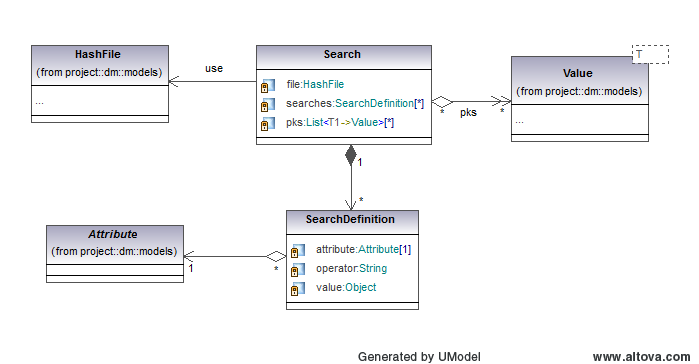 HashFile
(from project::dm::models)
...
use
Search
file:HashFile
searches:SearchDefinition[*]
pks:List<T1->Value>[*]
*
pks
*
T
Value
(from project::dm::models)
...
1
*
Attribute
(from project::dm::models)
1
*
SearchDefinition
attribute:Attribute[1]
operator:String
value:Object
Generated by UModel
www.altova.com